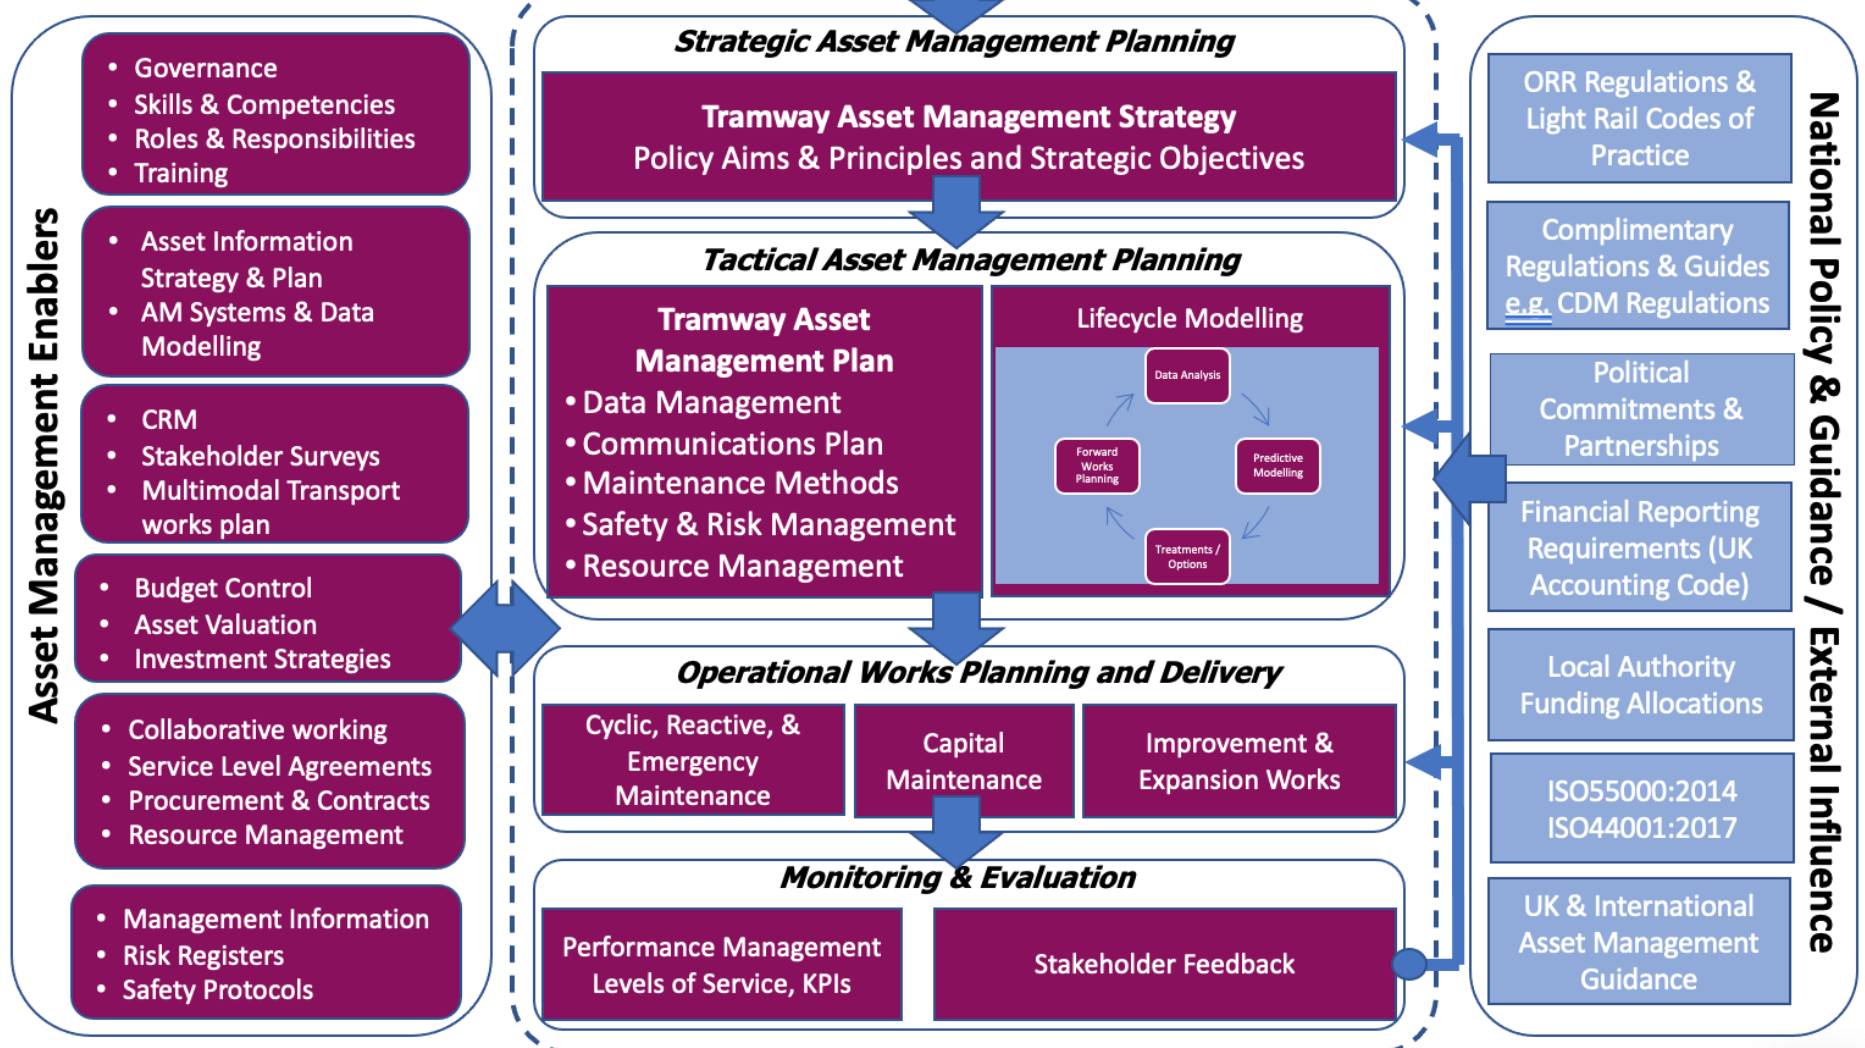 Asset Management Enablers
• Governance
• Skills & Competencies
• Roles & Responsibilities
• Training
• Asset Information
Strategy & Plan
• AM Systems & Data
Modelling
• CRM
• Stakeholder Surveys
• Multimodal Transport
works plan
• Budget Control
• Asset Valuation
• Investment Strategies
• Collaborative working
• Service Level Agreements
• Procurement & Contracts
• Resource Management
• Management Information
• Risk Registers
• Safety Protocols
Strategic Asset Management Planning
Tramway Asset Management Strategy
Policy Aims & Principles and Strategic Objectives
Tactical Asset Management Planning
Tramway Asset
Management Plan
• Data Management
• Communications Plan
• Maintenance Methods
• Safety & Risk Management
• Resource Management
Lifecycle Modelling
Data Analysis
Predictive
Modelling
Treatments /
Options
Forward
Works
Planning
Operational Works Planning and Delivery
Cyclic, Reactive, &
Emergency
Maintenance
Capital
Maintenance
Improvement &
Expansion Works
Monitoring & Evaluation
Performance Management
Levels of Service, KPIs
Stakeholder Feedback
ORR Regulations &
Light Rail Codes of
Practice
Complimentary
Regulations & Guides
e.g. CDM Regulations
Political
Commitments &
Partnerships
Financial Reporting
Requirements (UK
Accounting Code)
Local Authority
Funding Allocations
ISO55000:2014
ISO44001:2017
UK & International
Asset Management
Guidance
National Policy & Guidance / External Influence